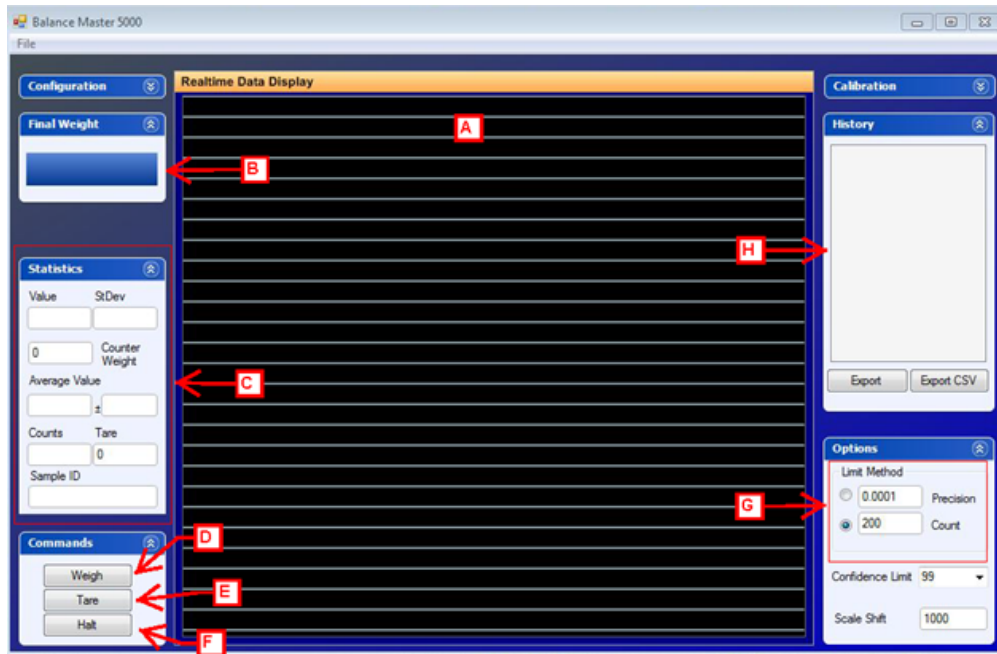 Balance Master 5000
File
Configuration
Final Weight
B
Statistics
Value StDev
0 Counter
Weight
Average Value
±
Counts Tare
0
Sample ID
C
Commands
Weigh
Tare
Halt
D
E
F
Realtime Data Display
A
Calibration
History
H
Export Export CSV
Options
Limit Method
0.0001 Precision
200 Count
G
Confidence Limit 99
Scale Shift 1000